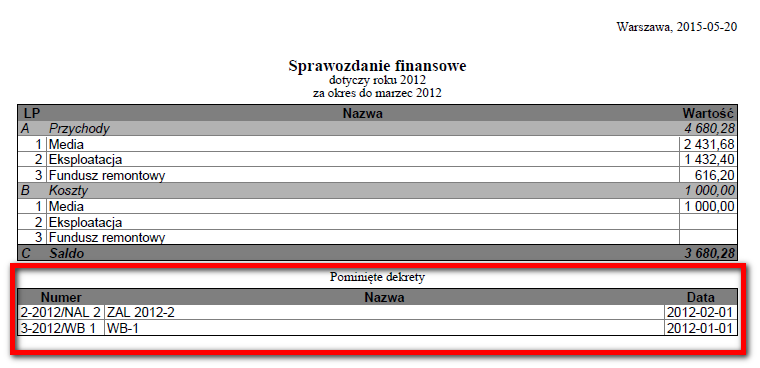 Warszawa, 2015-05-20
Sprawozdanie finansowe
dotyczy roku 2012
za okres do marzec 2012
LP Nazwa Wartość
A Przychody 4 680,28
1 Media 2 431,68
2 Eksploatacja 1 432,40
3 Fundusz remontowy 616,20
B Koszty 1 000,00
1 Media 1 000,00
2 Eksploatacja
3 Fundusz remontowy
C Saldo 3 680,28
Pominięte dekrety
Numer Nazwa Data
2-2012/NAL 2 ZAL 2012-2 2012-02-01
3-2012/WB 1 WB-1 2012-01-01